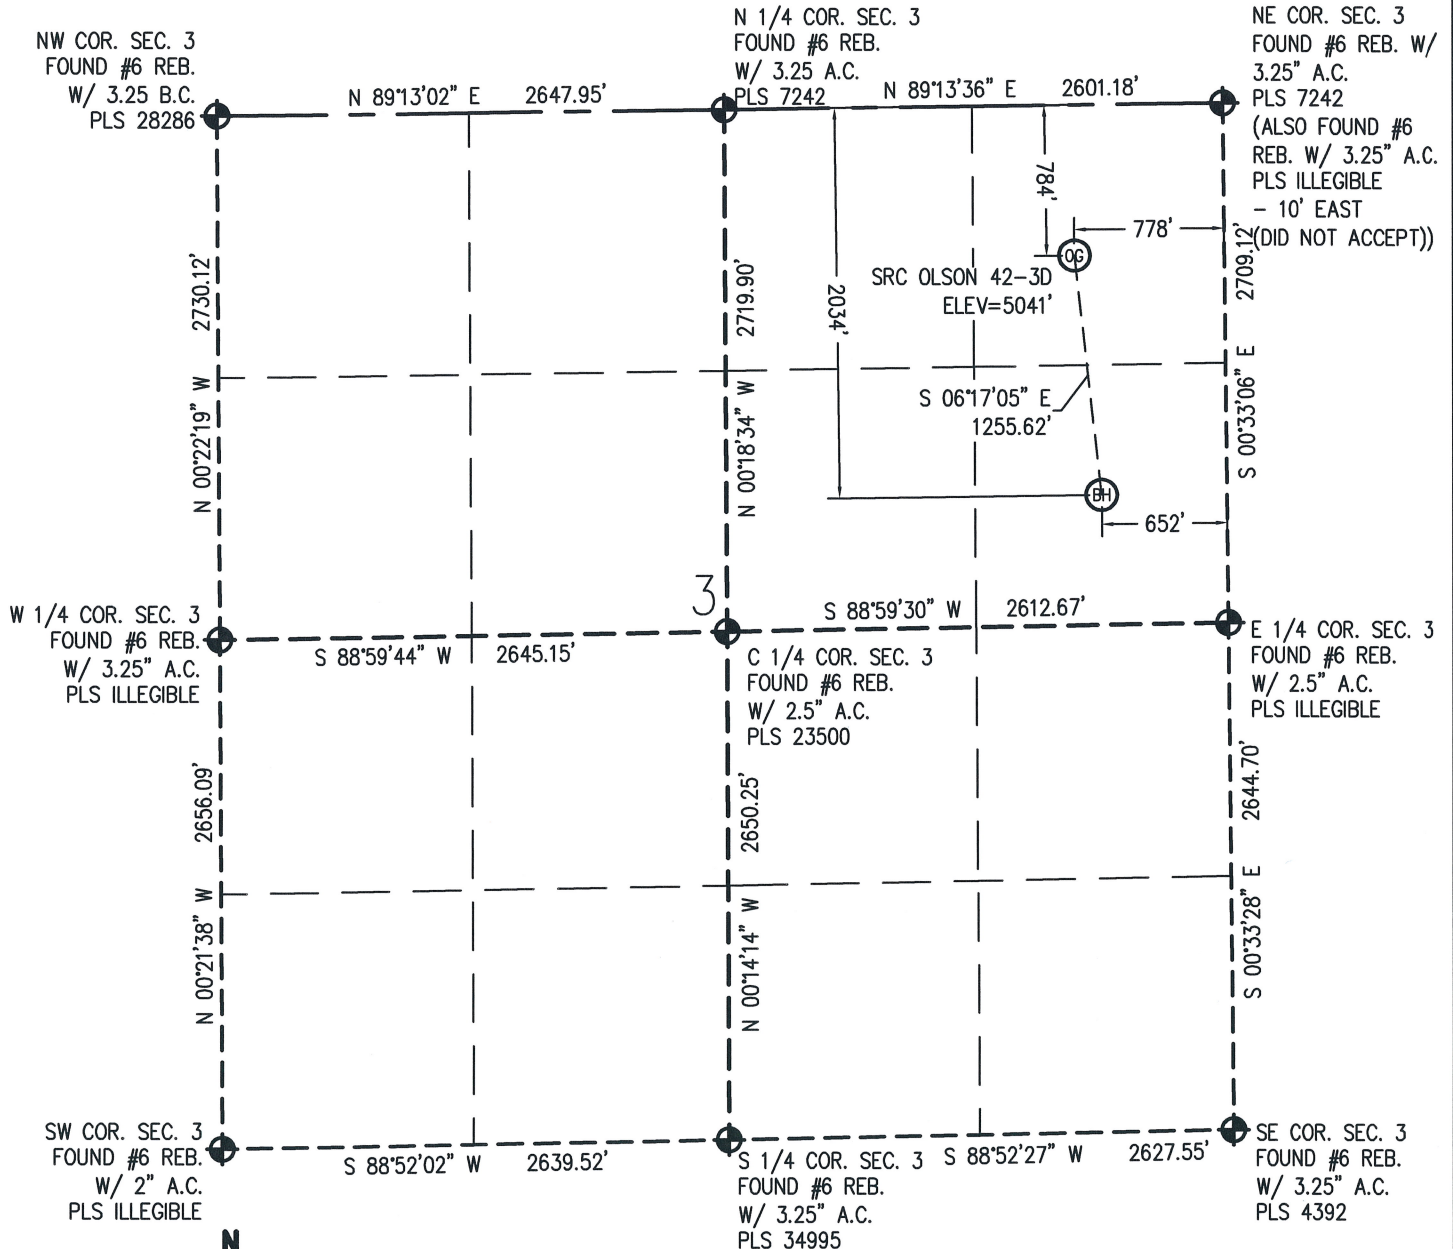 NW COR. SEC. 3
FOUND #6 REB.
W/ 3.25 B.C.
PLS 28286
N 89°13'02" E 2647.95'
N 1/4 COR. SEC. 3
FOUND #6 REB.
W/ 3.25 A.C.
PLS 7242
N 89°13'36" E 2601.18'
NE COR. SEC. 3
FOUND #6 REB. W/
3.25" A.C.
PLS 7242
(ALSO FOUND #6
REB. W/ 3.25" A.C.
PLS ILLEGIBLE
- 10' EAST
(DID NOT ACCEPT))
784'
778'
OG
SRC OLSON 42-3D
ELEV=5041'
2034'
S 06°17'05" E
1255.62'
BH
652'
N 00°22'19" W 2730.12'
N 00°18'34" W 2719.90'
S 00°33'06" E 2709.12'
3
W 1/4 COR. SEC. 3
FOUND #6 REB.
W/ 3.25" A.C.
PLS ILLEGIBLE
S 88°59'44" W 2645.15'
S 88°59'30" W 2612.67'
C 1/4 COR. SEC. 3
FOUND #6 REB.
W/ 2.5" A.C.
PLS 23500
E 1/4 COR. SEC. 3
FOUND #6 REB.
W/ 2.5" A.C.
PLS ILLEGIBLE
N 00°21'38" W 2656.09'
N 00°14'14" W 2650.25'
S 00°33'28" E 2644.70'
SW COR. SEC. 3
FOUND #6 REB.
W/ 2" A.C.
PLS ILLEGIBLE
S 88°52'02" W 2639.52'
S 1/4 COR. SEC. 3
FOUND #6 REB.
W/ 3.25" A.C.
PLS 34995
S 88°52'27" W 2627.55'
SE COR. SEC. 3
FOUND #6 REB.
W/ 3.25" A.C.
PLS 4392
N